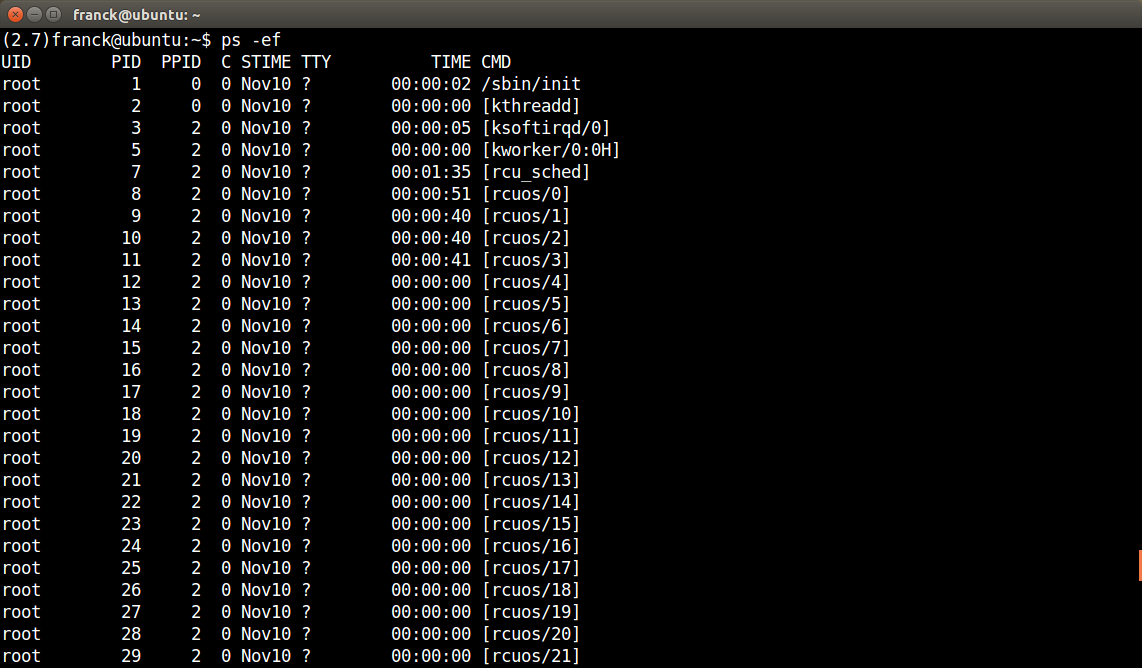 franck@ubuntu: ~
(2.7)franck@ubuntu:~$ ps -ef
UID        PID  PPID  C STIME TTY          TIME CMD
root         1     0  0 Nov10 ?        00:00:02 /sbin/init
root         2     0  0 Nov10 ?        00:00:00 [kthreadd]
root         3     2  0 Nov10 ?        00:00:05 [ksoftirqd/0]
root         5     2  0 Nov10 ?        00:00:00 [kworker/0:0H]
root         7     2  0 Nov10 ?        00:01:35 [rcu_sched]
root         8     2  0 Nov10 ?        00:00:51 [rcuos/0]
root         9     2  0 Nov10 ?        00:00:40 [rcuos/1]
root        10     2  0 Nov10 ?        00:00:40 [rcuos/2]
root        11     2  0 Nov10 ?        00:00:41 [rcuos/3]
root        12     2  0 Nov10 ?        00:00:00 [rcuos/4]
root        13     2  0 Nov10 ?        00:00:00 [rcuos/5]
root        14     2  0 Nov10 ?        00:00:00 [rcuos/6]
root        15     2  0 Nov10 ?        00:00:00 [rcuos/7]
root        16     2  0 Nov10 ?        00:00:00 [rcuos/8]
root        17     2  0 Nov10 ?        00:00:00 [rcuos/9]
root        18     2  0 Nov10 ?        00:00:00 [rcuos/10]
root        19     2  0 Nov10 ?        00:00:00 [rcuos/11]
root        20     2  0 Nov10 ?        00:00:00 [rcuos/12]
root        21     2  0 Nov10 ?        00:00:00 [rcuos/13]
root        22     2  0 Nov10 ?        00:00:00 [rcuos/14]
root        23     2  0 Nov10 ?        00:00:00 [rcuos/15]
root        24     2  0 Nov10 ?        00:00:00 [rcuos/16]
root        25     2  0 Nov10 ?        00:00:00 [rcuos/17]
root        26     2  0 Nov10 ?        00:00:00 [rcuos/18]
root        27     2  0 Nov10 ?        00:00:00 [rcuos/19]
root        28     2  0 Nov10 ?        00:00:00 [rcuos/20]
root        29     2  0 Nov10 ?        00:00:00 [rcuos/21]